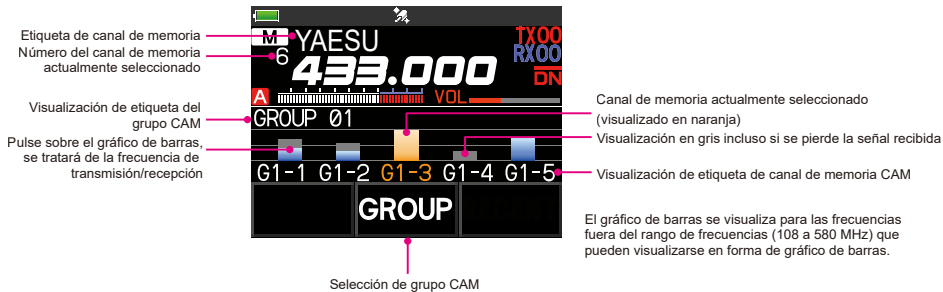 Etiqueta de canal de memoria
Número del canal de memoria
actualmente seleccionado
Visualización de etiqueta del
grupo CAM
Pulse sobre el gráfico de barras,
se tratará de la frecuencia de
transmisión/recepción
M
YAESU
6
433.000
TX00
RX00
DN
A
VOL
GROUP 01
G1-1 G1-2 G1-3 G1-4 G1-5
GROUP
Canal de memoria actualmente seleccionado
(visualizado en naranja)
Visualización en gris incluso si se pierde la señal recibida
Visualización de etiqueta de canal de memoria CAM
El gráfico de barras se visualiza para las frecuencias
fuera del rango de frecuencias (108 a 580 MHz) que
pueden visualizarse en forma de gráfico de barras.
Selección de grupo CAM